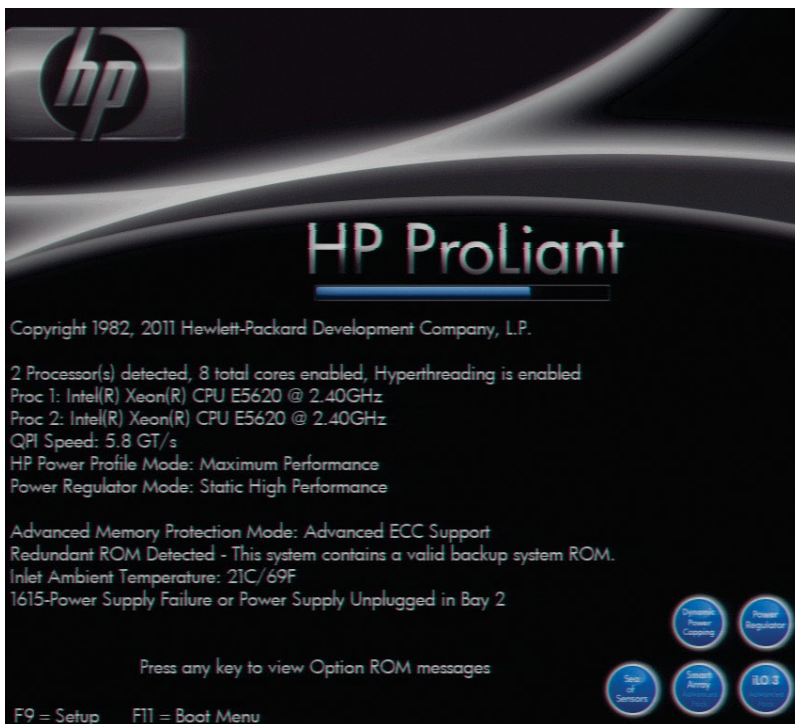 hp
HP ProLiant
Copyright 1982, 2011 Hewlett-Packard Development Company, L.P.
2 Processor(s) detected, 8 total cores enabled, Hyperthreading is enabled
Proc 1: Intel(R) Xeon(R) CPU E5620 @ 2.40GHz
Proc 2: Intel(R) Xeon(R) CPU E5620 @ 2.40GHz
QPI Speed: 5.8 GT/s
HP Power Profile Mode: Maximum Performance
Power Regulator Mode: Static High Performance
Advanced Memory Protection Mode: Advanced ECC Support
Redundant ROM Detected - This system contains a valid backup system ROM.
Inlet Ambient Temperature: 21C/69F
1615-Power Supply Failure or Power Supply Unplugged in Bay 2
Dynamic
Power
Capping
Power
Regulator
Press any key to view Option ROM messages
Sea
of
Sensors
Smart
Array
Advanced
Pack
iLO 3
Advanced
Pack
F9 = Setup F11 = Boot Menu